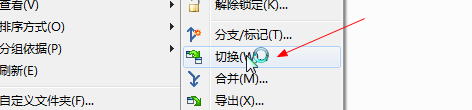 查看(V)
排序方式(O)
分组依据(P)
刷新(E)
自定义文件夹(F)...
解除锁定(K)...
分支/标记(T)...
切换(W)...
合并(M)...
导出(X)...